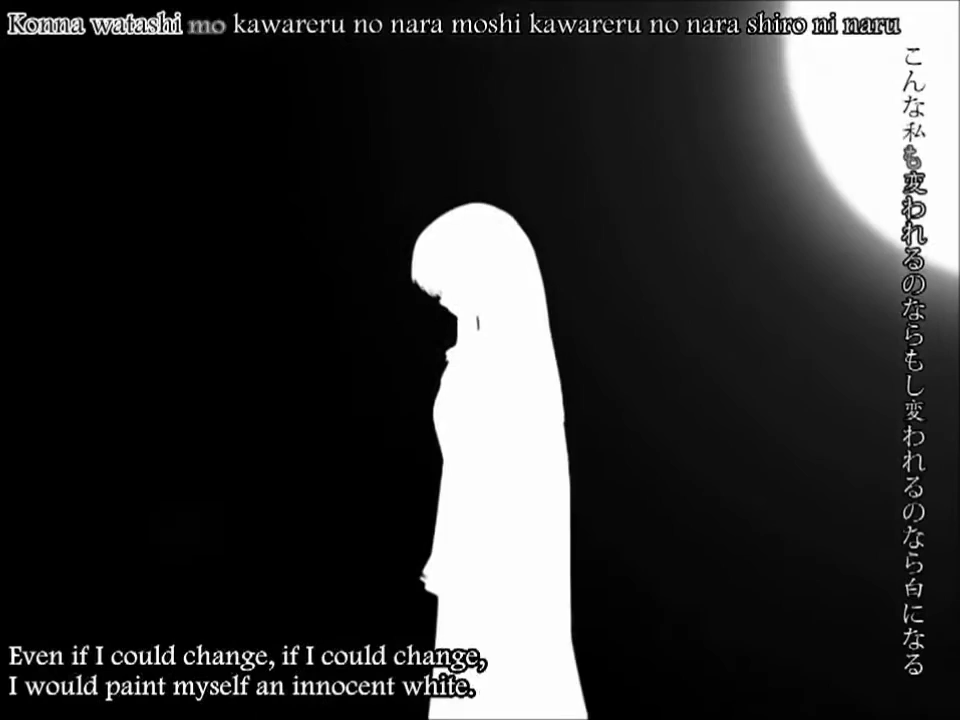 Konna watashi mo kawareru no nara moshi kawareru no nara shiro ni naru
こんな私も変われるのならもし変われるのなら白になる
Even if I could change, if I could change,
I would paint myself an innocent white.